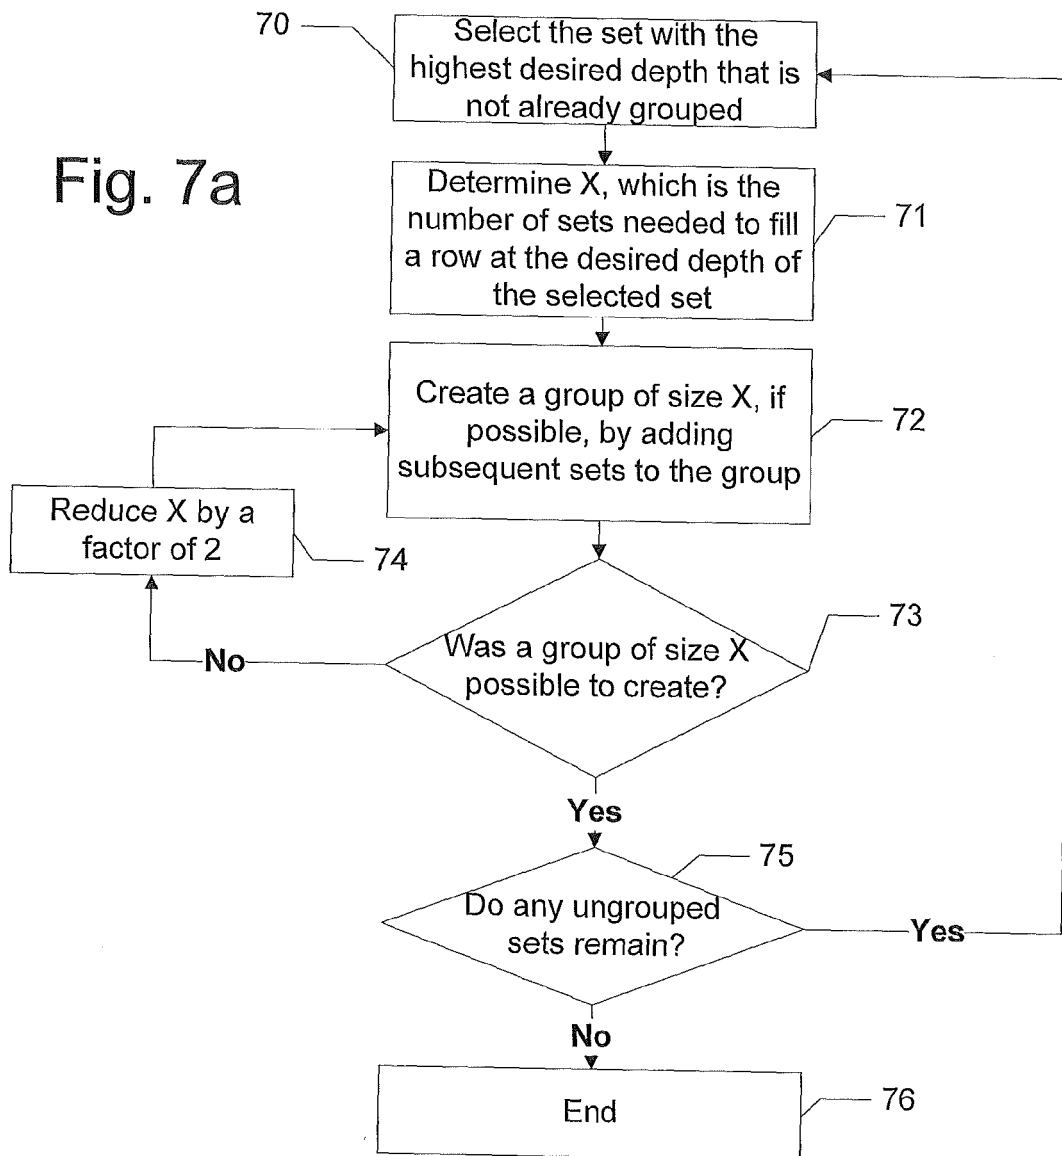 70
Select the set with the
highest desired depth that is
not already grouped
Fig. 7a
Determine X, which is the
number of sets needed to fill
a row at the desired depth of
the selected set
71
Create a group of size X, if
possible, by adding
subsequent sets to the group
72
Reduce X by a
factor of 2
74
Was a group of size X
possible to create?
73
No
Yes
75
Do any ungrouped
sets remain?
Yes
No
End
76